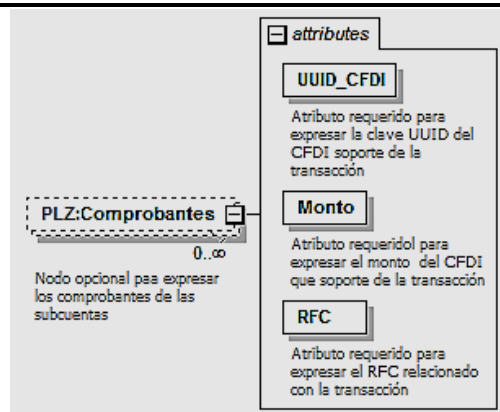 attributes
UUID_CFDI
Atributo requerido para
expresar la clave UUID del
CFDI soporte de la
transacción
PLZ:Comprobantes
0..∞
Nodo opcional paa expresar
los comprobantes de las
subcuentas
Monto
Atributo requeridol para
expresar el monto del CFDI
que soporte de la transacción
RFC
Atributo requerido para
expresar el RFC relacionado
con la transacción